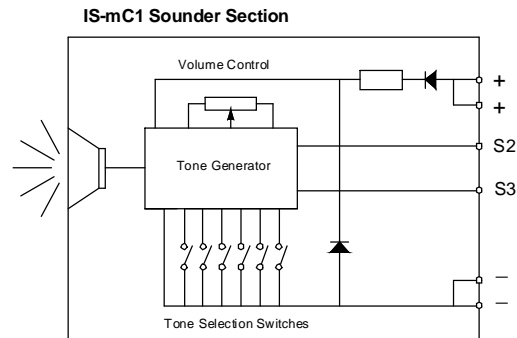 IS-mC1 Sounder Section
Volume Control
+
+
Tone Generator
S2
S3
–
–
Tone Selection Switches